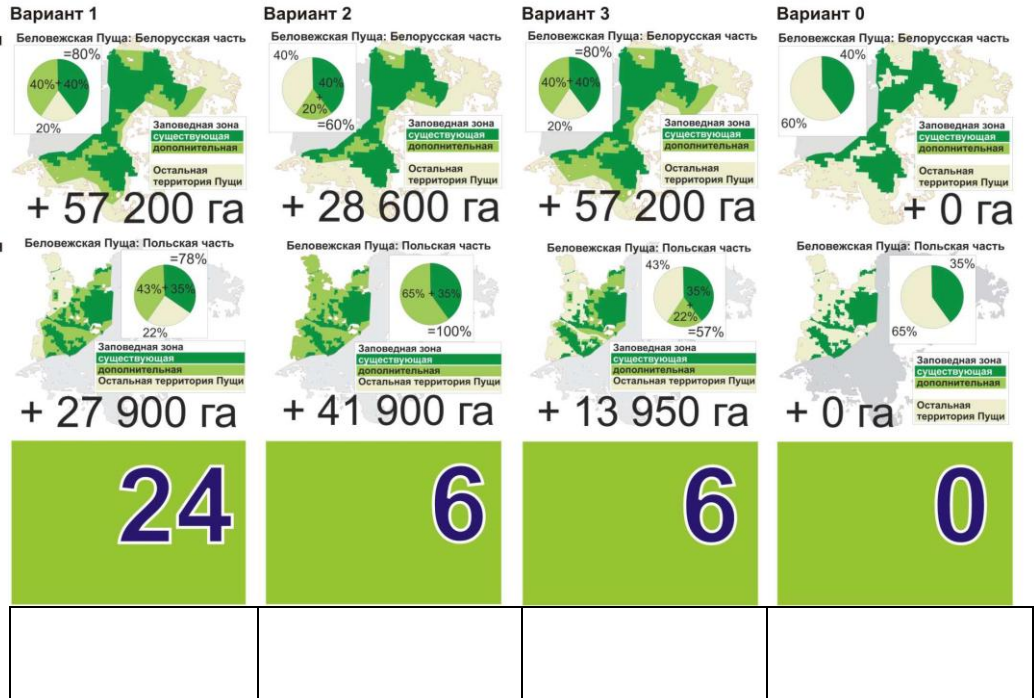 Вариант 1
Вариант 2
Вариант 3
Вариант 0
Беловежская Пуща: Белорусская часть
=80%
40%+40%
20%
Заповедная зона
существующая
дополнительная
Остальная
территория Пущи
+ 57 200 га
Беловежская Пуща: Белорусская часть
40%
40%
20%
=60%
Заповедная зона
существующая
дополнительная
Остальная
территория Пущи
+ 28 600 га
Беловежская Пуща: Белорусская часть
=80%
40%+40%
20%
Заповедная зона
существующая
дополнительная
Остальная
территория Пущи
+ 57 200 га
Беловежская Пуща: Белорусская часть
40%
60%
Заповедная зона
существующая
дополнительная
Остальная
территория Пущи
+ 0 га
Беловежская Пуща: Польская часть
=78%
43%+35%
22%
Заповедная зона
существующая
дополнительная
Остальная территория Пущи
+ 27 900 га
Беловежская Пуща: Польская часть
65% + 35%
=100%
Заповедная зона
существующая
дополнительная
Остальная территория Пущи
+ 41 900 га
Беловежская Пуща: Польская часть
43%
35%
+
22%
=57%
Заповедная зона
существующая
дополнительная
Остальная территория Пущи
+ 13 950 га
Беловежская Пуща: Польская часть
35%
65%
Заповедная зона
существующая
дополнительная
Остальная
территория Пущи
+ 0 га
24
6
6
0